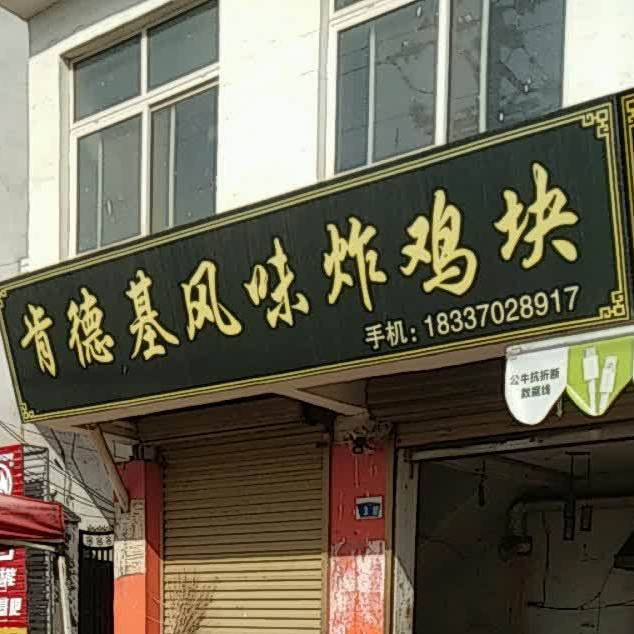 肯德基风味炸鸡块
手机：18337028917
公牛抗折断
数据线